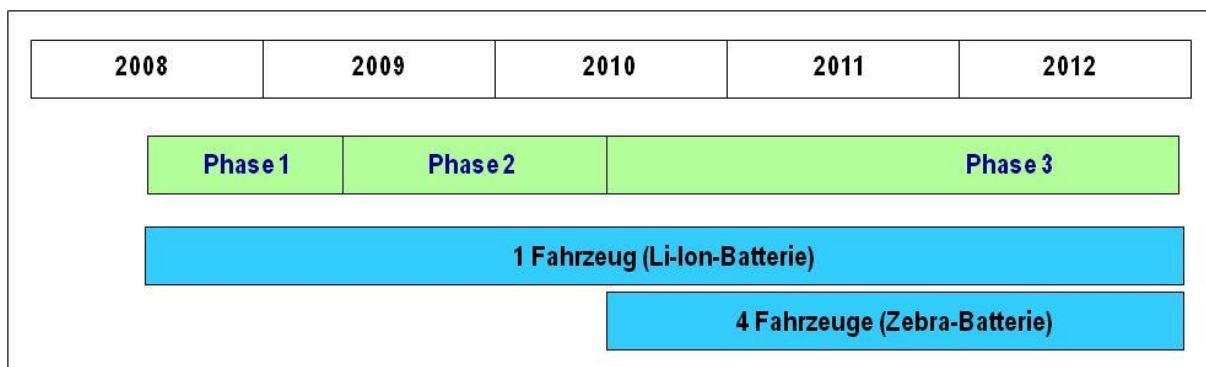 2008 2009 2010 2011 2012
Phase 1 Phase 2 Phase 3
1 Fahrzeug (Li-Ion-Batterie)
4 Fahrzeuge (Zebra-Batterie)